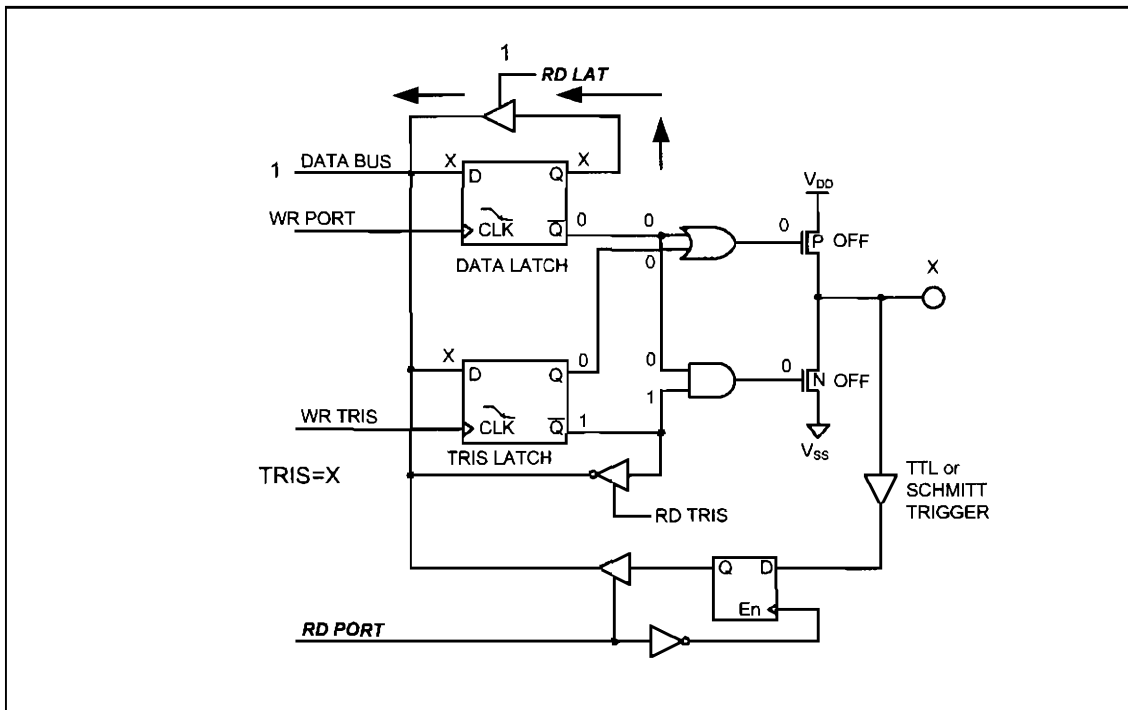 1
RD LAT
1 DATA BUS
X
D
Q
X
WR PORT
CLK
Q
0
DATA LATCH
0
0
0
VDD
P
OFF
X
X
D
Q
0
0
1
0
N
OFF
VSS
WR TRIS
CLK
Q
1
TRIS LATCH
TRIS=X
RD TRIS
TTL or
SCHMITT
TRIGGER
Q
D
En
RD PORT